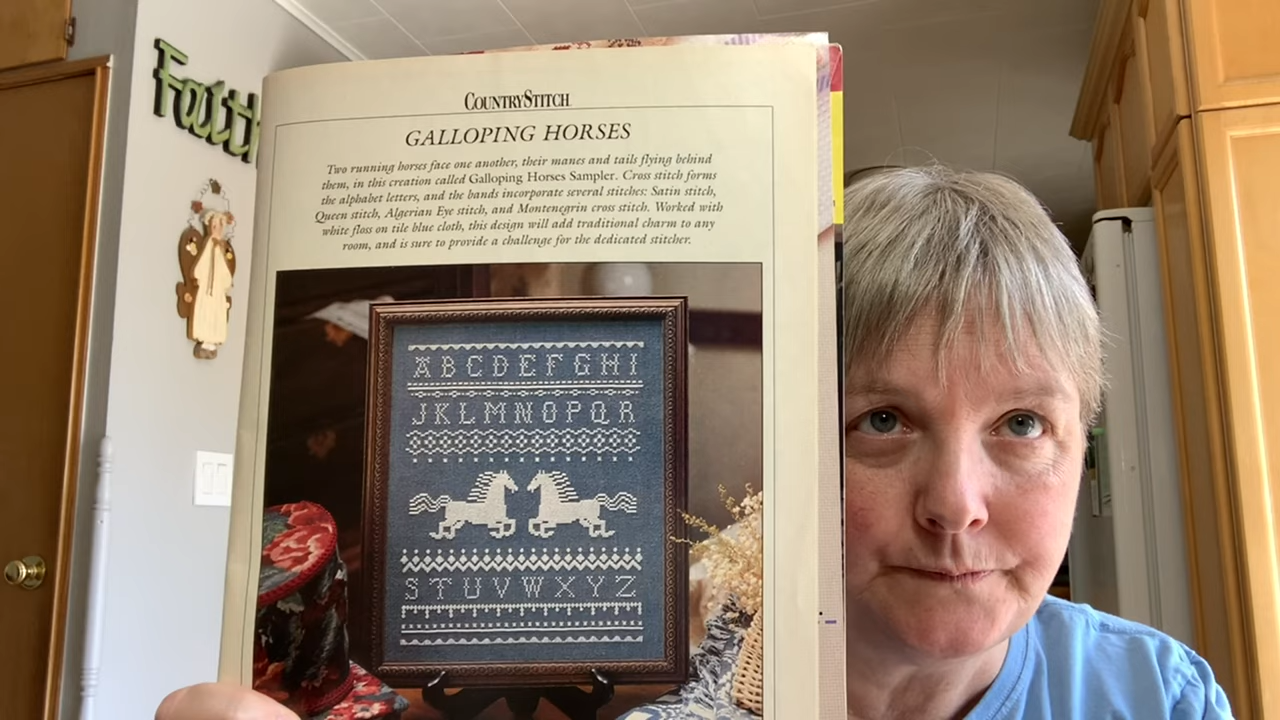 Faith
COUNTRYSTITCH
GALLOPING HORSES
Two running horses face one another, their manes and tails flying behind
them, in this creation called Galloping Horses Sampler. Cross stitch forms
the alphabet letters, and the bands incorporate several stitches: Satin stitch,
Queen stitch, Algerian Eye stitch, and Montenegrin cross stitch. Worked with
white floss on tile blue cloth, this design will add traditional charm to any
room, and is sure to provide a challenge for the dedicated stitcher.
ABCDEFGHI
JKLMNOPQR
STUVWXYZ